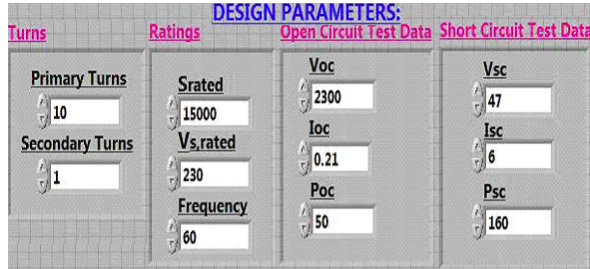 DESIGN PARAMETERS:
Turns
Ratings
Open Circuit Test Data
Short Circuit Test Data
Primary Turns
10
Secondary Turns
1
Srated
15000
Vs,rated
230
Frequency
60
Voc
2300
Ioc
0.21
Poc
50
Vsc
47
Isc
6
Psc
160